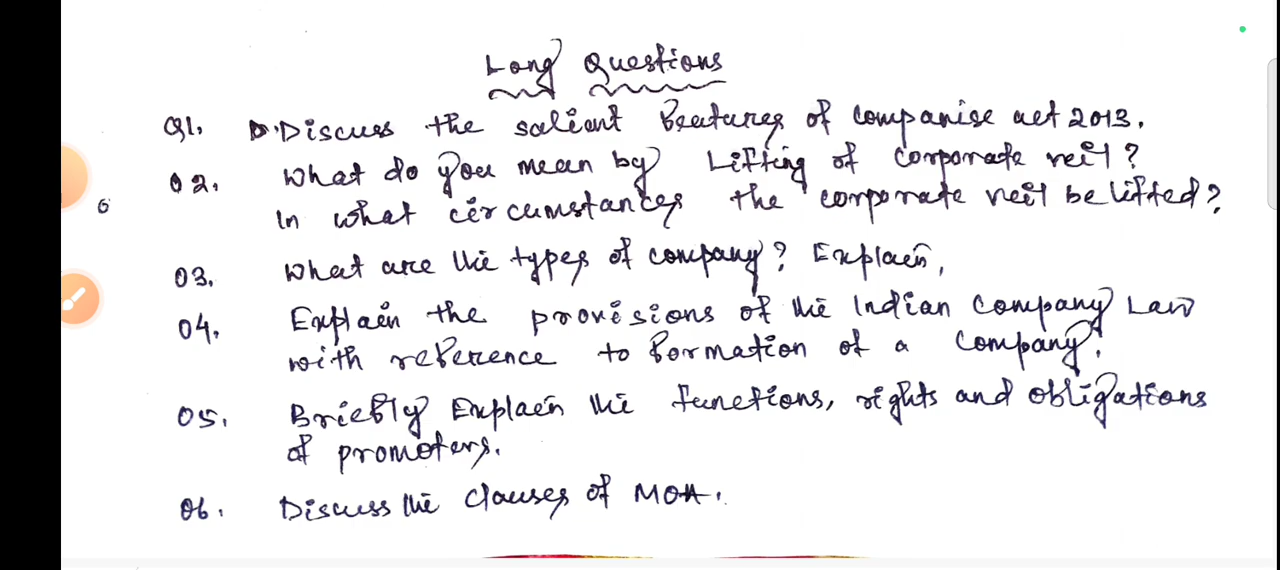 Long Questions
Q1. Discuss the salient features of companise act 2013.
02. What do you mean by Lifting of corporate veil?
In what circumstances the corporate veil be lifted?
03. What are the types of company? Explain,
04. Explain the provisions of the Indian Company Law
with reference to formation of a company.
05. Briefly Explain the functions, rights and obligations
of promoters.
06. Discuss the Clauses of MOA.